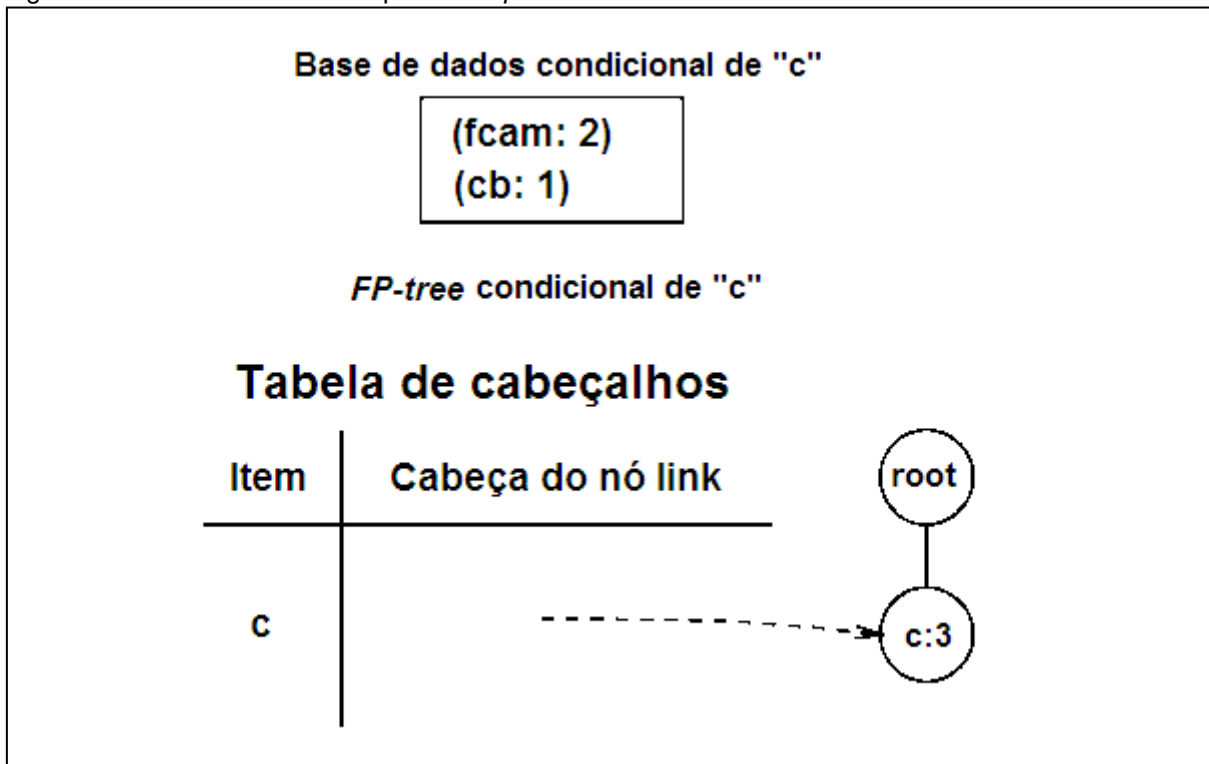 Base de dados condicional de "c"
(fcam: 2)
(cb: 1)
FP-tree condicional de "c"
Tabela de cabeçalhos
Item Cabeça do nó link
root
c
c:3